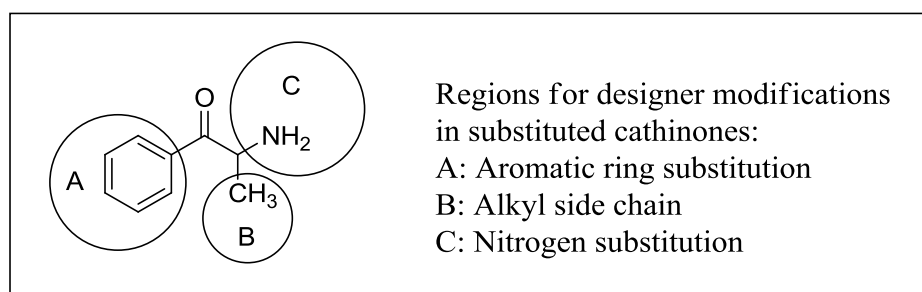 O
C
NH2
A
CH3
B
Regions for designer modifications
in substituted cathinones:
A: Aromatic ring substitution
B: Alkyl side chain
C: Nitrogen substitution